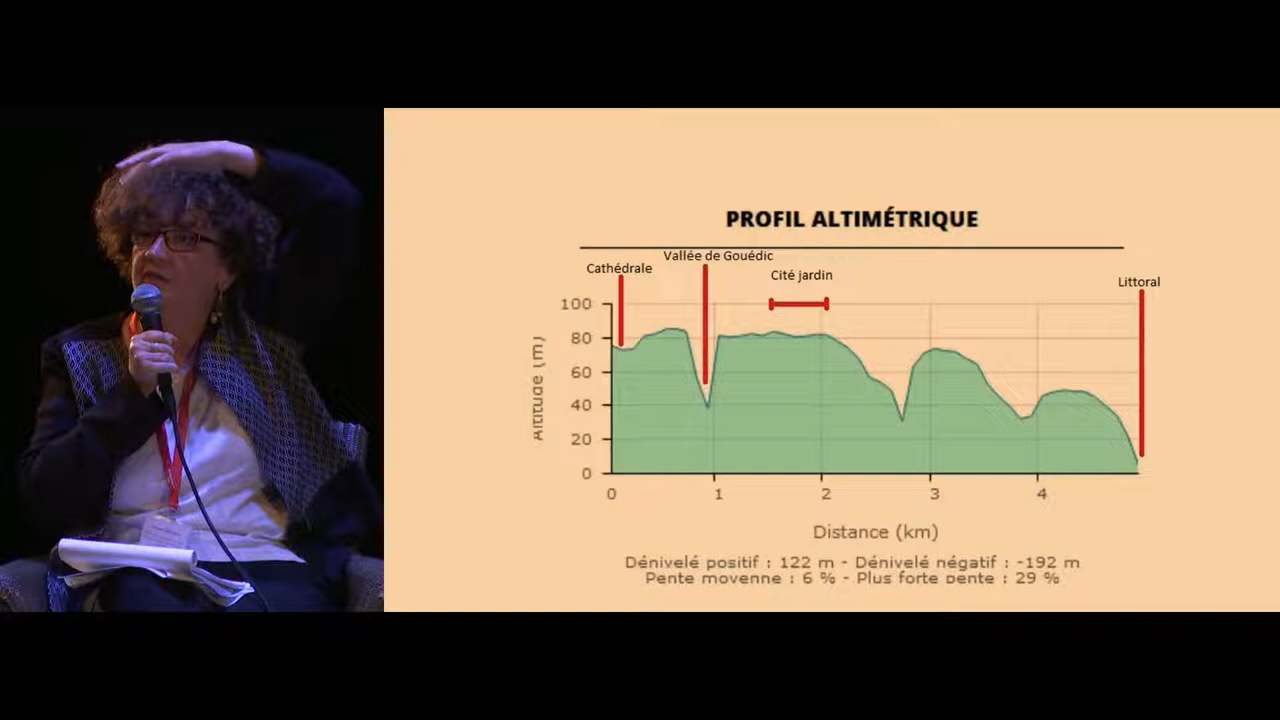 PROFIL ALTIMÉTRIQUE
Vallée de Gouédic
Cathédrale
Cité jardin
Littoral
100
80
60
40
20
0
Altitude (m)
0 1 2 3 4
Distance (km)
Dénivelé positif : 122 m - Dénivelé négatif : -192 m
Pente moyenne : 6 % - Plus forte pente : 29 %